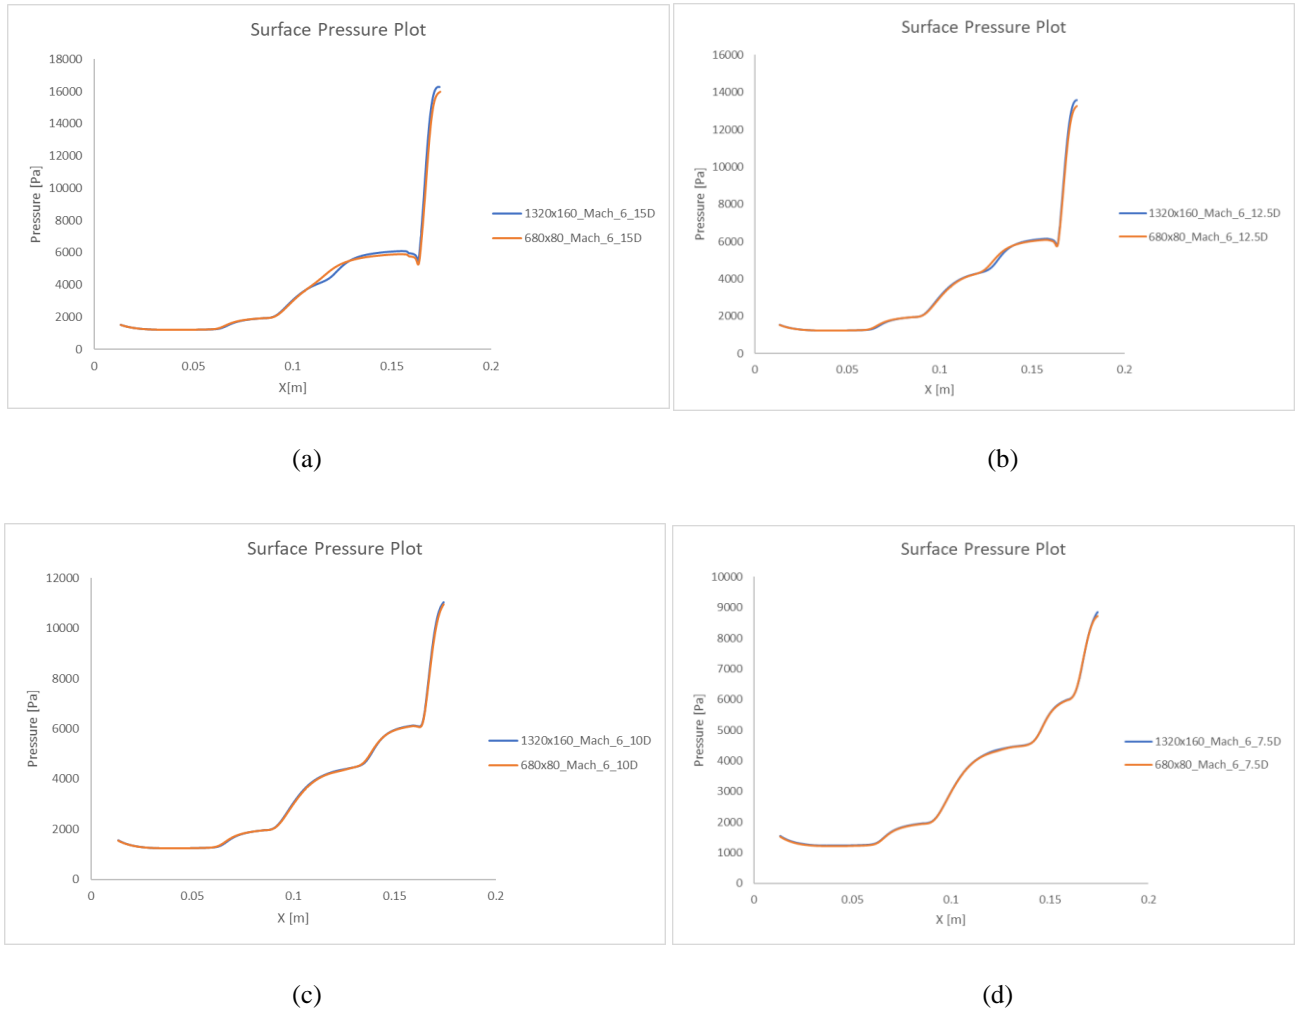 Surface Pressure Plot
18000
16000
14000
12000
10000
8000
6000
4000
2000
0
Pressure [Pa]
0 0.05 0.1 0.15 0.2
X[m]
1320x160_Mach_6_15D
680x80_Mach_6_15D
(a)
Surface Pressure Plot
16000
14000
12000
10000
8000
6000
4000
2000
0
Pressure [Pa]
0 0.05 0.1 0.15 0.2
X [m]
1320x160_Mach_6_12.5D
680x80_Mach_6_12.5D
(b)
Surface Pressure Plot
12000
10000
8000
6000
4000
2000
0
Pressure [Pa]
0 0.05 0.1 0.15 0.2
X [m]
1320x160_Mach_6_10D
680x80_Mach_6_10D
(c)
Surface Pressure Plot
10000
9000
8000
7000
6000
5000
4000
3000
2000
1000
0
Pressure [Pa]
0 0.05 0.1 0.15 0.2
X [m]
1320x160_Mach_6_7.5D
680x80_Mach_6_7.5D
(d)